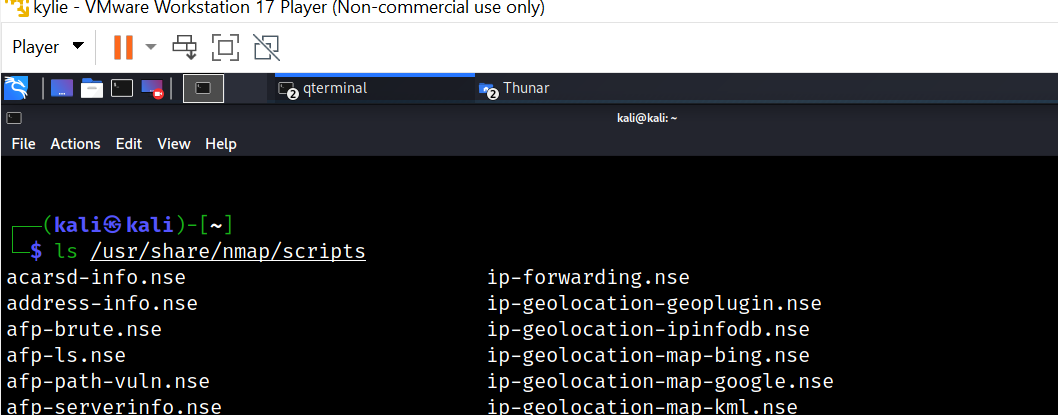 kylie - VMware Workstation 17 Player (Non-commercial use only)
Player
2 qterminal 2 Thunar
kali@kali: ~
File Actions Edit View Help
(kali㉿kali)-[~]
$ ls /usr/share/nmap/scripts
acarsd-info.nse ip-forwarding.nse
address-info.nse ip-geolocation-geoplugin.nse
afp-brute.nse ip-geolocation-ipinfodb.nse
afp-ls.nse ip-geolocation-map-bing.nse
afp-path-vuln.nse ip-geolocation-map-google.nse
afp-serverinfo.nse ip-geolocation-map-kml.nse